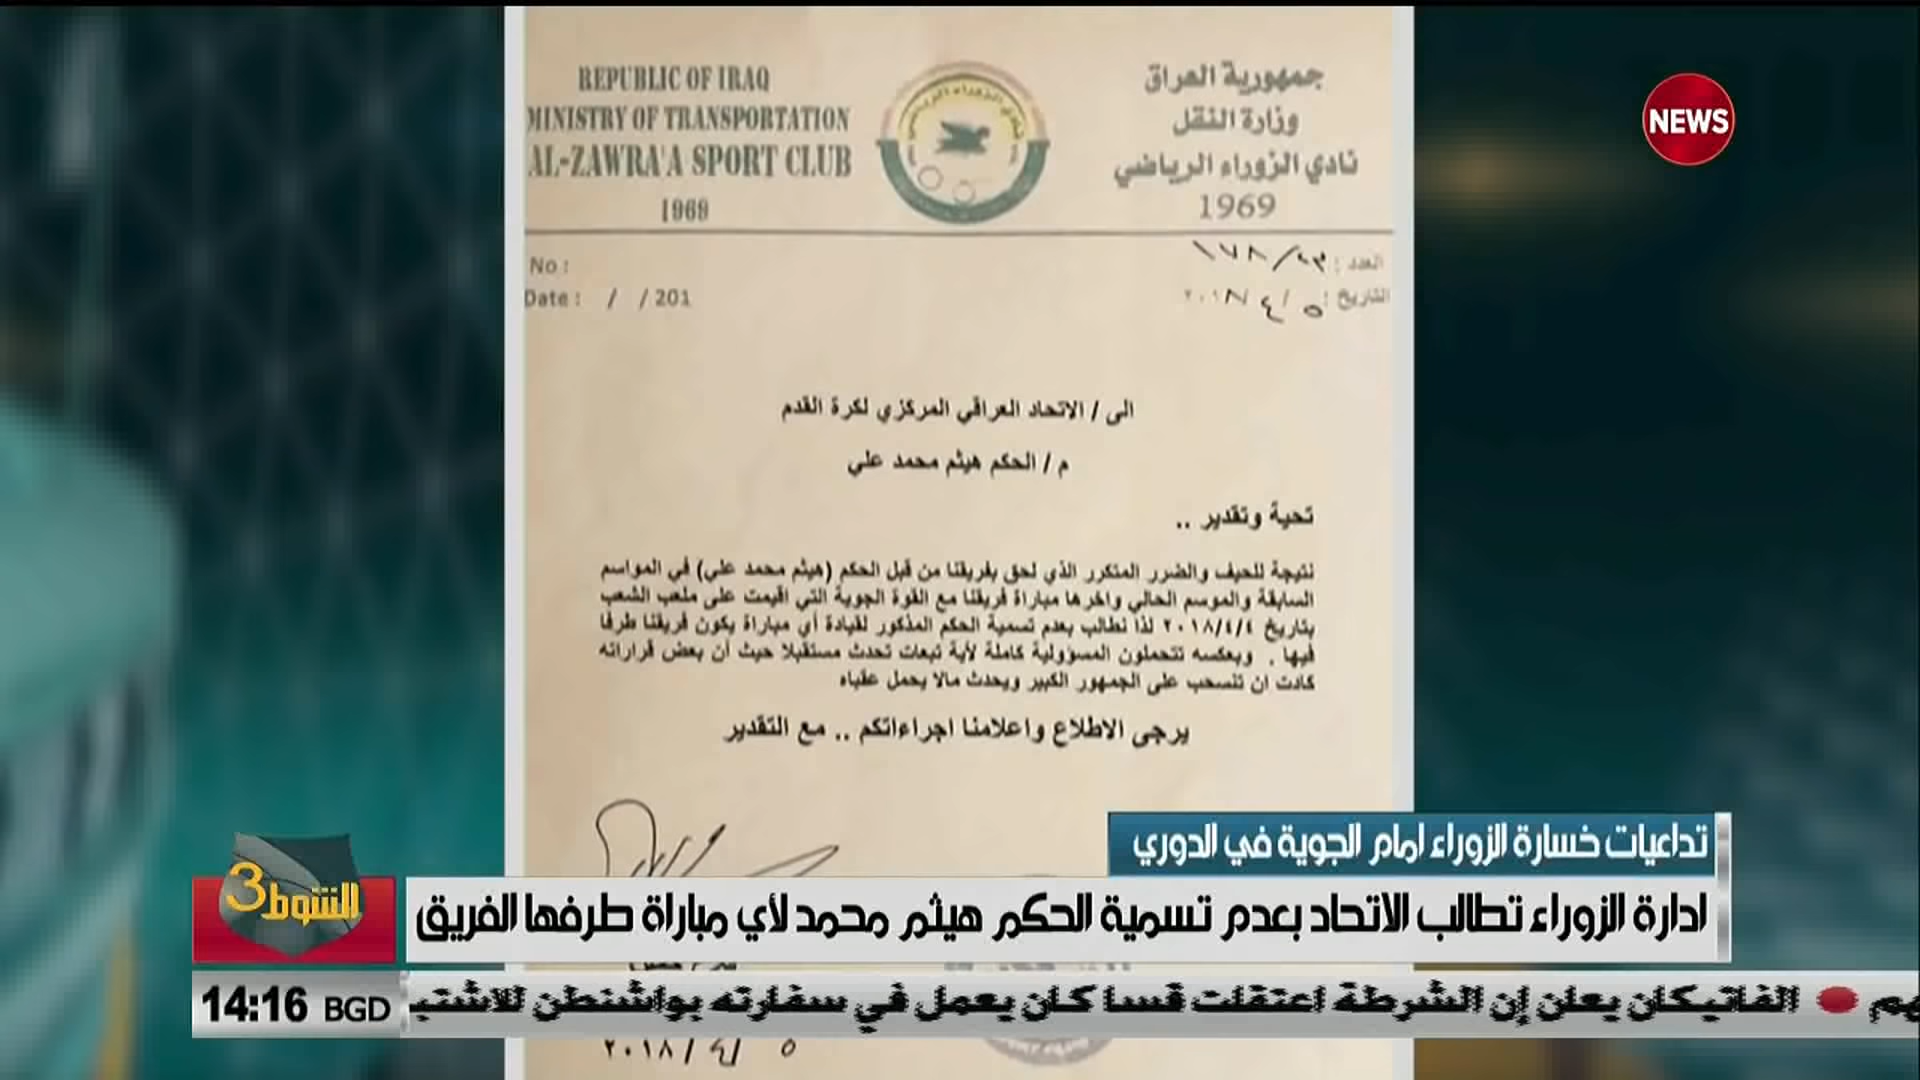 REPUBLIC OF IRAQ
MINISTRY OF TRANSPORTATION
AL-ZAWRA'A SPORT CLUB
1969
جمهورية العراق
وزارة النقل
نادي الزوراء الرياضي
1969
NEWS
No :
Date : / / 201
العدد :
التاريخ : ٥ / ٤ / ٢٠١٨
الى / الاتحاد العراقي المركزي لكرة القدم
م / الحكم هيثم محمد علي
تحية وتقدير ..
نتيجة للحيف والضرر المتكرر الذي لحق بفريقنا من قبل الحكم (هيثم محمد علي) في المواسم
السابقة والموسم الحالي واخرها مباراة فريقنا مع القوة الجوية التي اقيمت على ملعب الشعب
بتاريخ ٢٠١٨/٤/٤ لذا نطالب بعدم تسمية الحكم المذكور لقيادة أي مباراة يكون فريقنا طرفا
فيها . وبعكسه تتحملون المسؤولية كاملة لأية تبعات تحدث مستقبلا حيث أن بعض قراراته
كادت ان تنسحب على الجمهور الكبير ويحدث مالا يحمل عقباه
يرجى الاطلاع واعلامنا اجراءاتكم .. مع التقدير
تداعيات خسارة الزوراء امام الجوية في الدوري
ادارة الزوراء تطالب الاتحاد بعدم تسمية الحكم هيثم محمد لأي مباراة طرفها الفريق
الشوط 3
14:16 BGD
الفاتيكان يعلن إن الشرطة اعتقلت قسا كان يعمل في سفارته بواشنطن
٢٠١٨ / ٤ / ٥